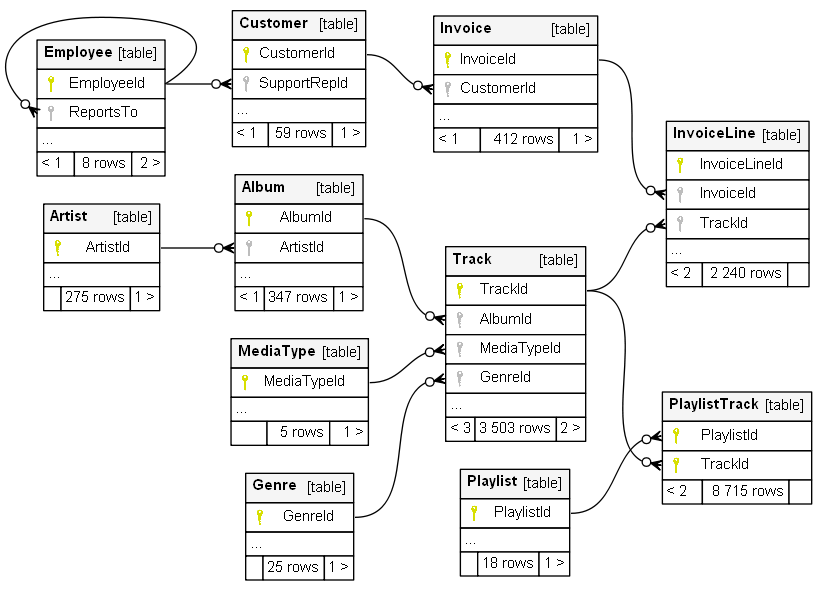 Employee [table]
EmployeeId
ReportsTo
...
< 1 8 rows 2 >
Customer [table]
CustomerId
SupportRepId
...
< 1 59 rows 1 >
Invoice [table]
InvoiceId
CustomerId
...
< 1 412 rows 1 >
InvoiceLine [table]
InvoiceLineId
InvoiceId
TrackId
...
< 2 2 240 rows
Artist [table]
ArtistId
...
275 rows 1 >
Album [table]
AlbumId
ArtistId
...
< 1 347 rows 1 >
Track [table]
TrackId
AlbumId
MediaTypeId
GenreId
...
< 3 3 503 rows 2 >
MediaType [table]
MediaTypeId
...
5 rows 1 >
PlaylistTrack [table]
PlaylistId
TrackId
< 2 8 715 rows
Genre [table]
GenreId
...
25 rows 1 >
Playlist [table]
PlaylistId
...
18 rows 1 >